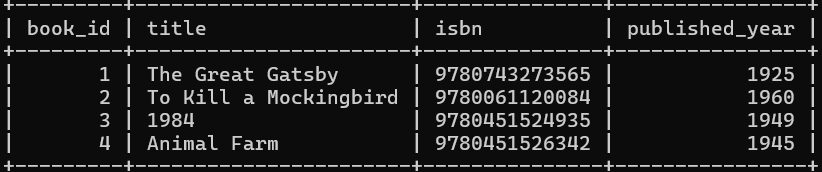 +---------+-----------------------+---------------+----------------+
| book_id | title                 | isbn          | published_year |
+---------+-----------------------+---------------+----------------+
|       1 | The Great Gatsby      | 9780743273565 |           1925 |
|       2 | To Kill a Mockingbird | 9780061120084 |           1960 |
|       3 | 1984                  | 9780451524935 |           1949 |
|       4 | Animal Farm           | 9780451526342 |           1945 |
+---------+-----------------------+---------------+----------------+